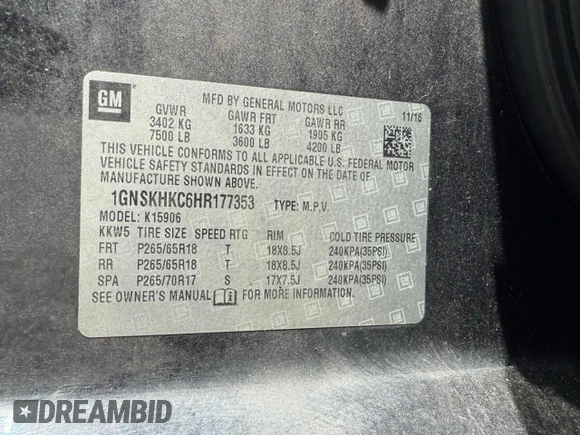 GM
MFD BY GENERAL MOTORS LLC
GVWR GAWR FRT GAWR RR 11/16
3402 KG 1633 KG 1905 KG
7500 LB 3600 LB 4200 LB
THIS VEHICLE CONFORMS TO ALL APPLICABLE U.S. FEDERAL MOTOR
VEHICLE SAFETY STANDARDS IN EFFECT ON THE DATE OF
MANUFACTURE SHOWN ABOVE.
1GNSKHKC6HR177353 TYPE: M.P.V.
MODEL: K15906
KKW5 TIRE SIZE SPEED RTG RIM COLD TIRE PRESSURE
FRT P265/65R18 T 18X8.5J 240KPA(35PSI)
RR P265/65R18 T 18X8.5J 240KPA(35PSI)
SPA P265/70R17 S 17X7.5J 240KPA(35PSI)
SEE OWNER'S MANUAL i FOR MORE INFORMATION.
DREAMBID